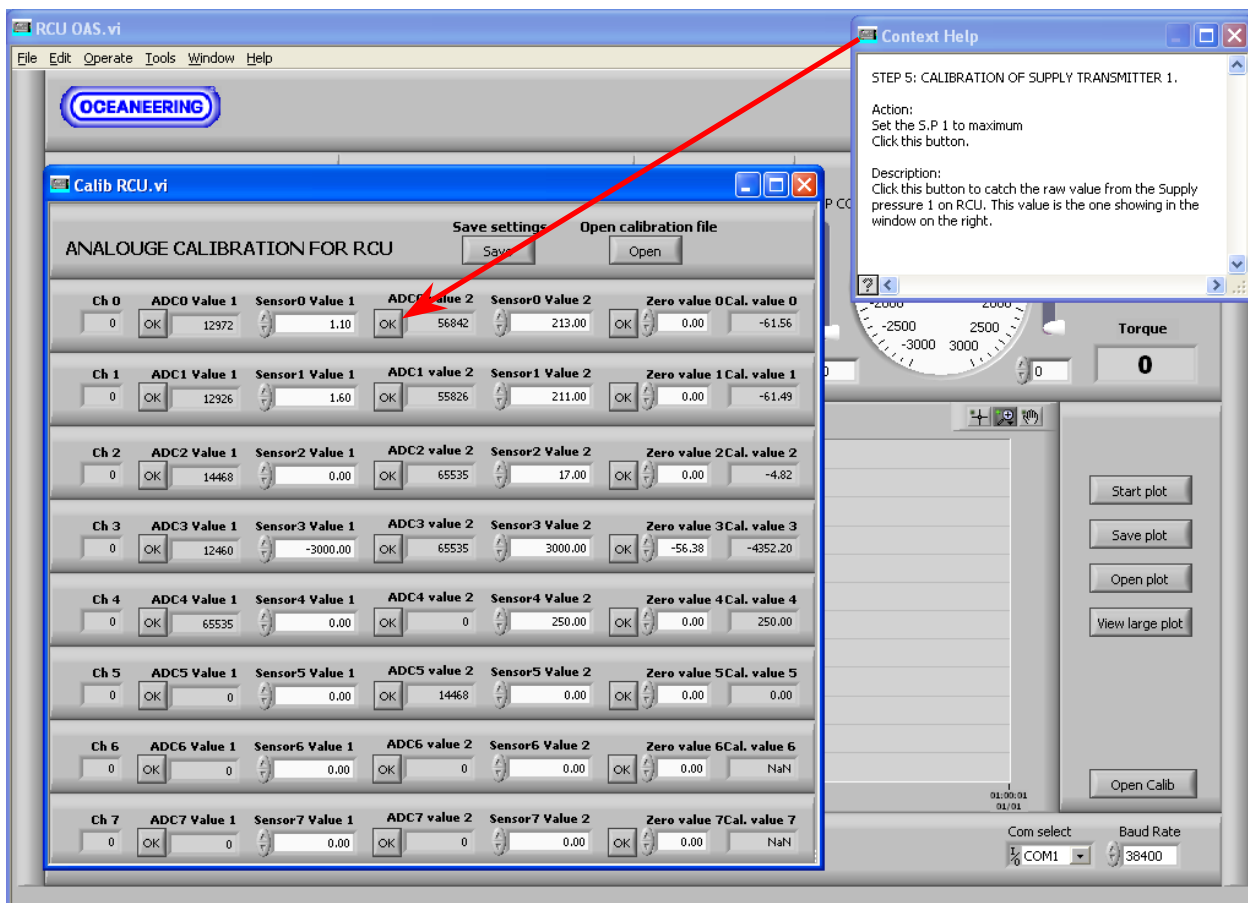 RCU OAS.vi
File Edit Operate Tools Window Help
OCEANEERING
Context Help
STEP 5: CALIBRATION OF SUPPLY TRANSMITTER 1.
Action:
Set the S.P 1 to maximum
Click this button.
Description:
Click this button to catch the raw value from the Supply
pressure 1 on RCU. This value is the one showing in the
window on the right.
?
Calib RCU.vi
ANALOUGE CALIBRATION FOR RCU
Save settings Open calibration file
Save Open
Ch 0 ADC0 Value 1 Sensor0 Value 1 ADC0 value 2 Sensor0 Value 2 Zero value 0 Cal. value 0
0 OK 12972 1.10 OK 56842 213.00 OK 0.00 -61.56
Ch 1 ADC1 Value 1 Sensor1 Value 1 ADC1 value 2 Sensor1 Value 2 Zero value 1 Cal. value 1
0 OK 12926 1.60 OK 55826 211.00 OK 0.00 -61.49
Ch 2 ADC2 Value 1 Sensor2 Value 1 ADC2 value 2 Sensor2 Value 2 Zero value 2 Cal. value 2
0 OK 14468 0.00 OK 65535 17.00 OK 0.00 -4.82
Ch 3 ADC3 Value 1 Sensor3 Value 1 ADC3 value 2 Sensor3 Value 2 Zero value 3 Cal. value 3
0 OK 12460 -3000.00 OK 65535 3000.00 OK -56.38 -4352.20
Ch 4 ADC4 Value 1 Sensor4 Value 1 ADC4 value 2 Sensor4 Value 2 Zero value 4 Cal. value 4
0 OK 65535 0.00 OK 0 250.00 OK 0.00 250.00
Ch 5 ADC5 Value 1 Sensor5 Value 1 ADC5 value 2 Sensor5 Value 2 Zero value 5 Cal. value 5
0 OK 0 0.00 OK 14468 0.00 OK 0.00 0.00
Ch 6 ADC6 Value 1 Sensor6 Value 1 ADC6 value 2 Sensor6 Value 2 Zero value 6 Cal. value 6
0 OK 0 0.00 OK 0 0.00 OK 0.00 NaN
Ch 7 ADC7 Value 1 Sensor7 Value 1 ADC7 value 2 Sensor7 Value 2 Zero value 7 Cal. value 7
0 OK 0 0.00 OK 0 0.00 OK 0.00 NaN
P CO
-2000 2000
-2500 2500
-3000 3000
0
Torque
0
Start plot
Save plot
Open plot
View large plot
Open Calib
01:00:01
01/01
Com select Baud Rate
COM1 38400